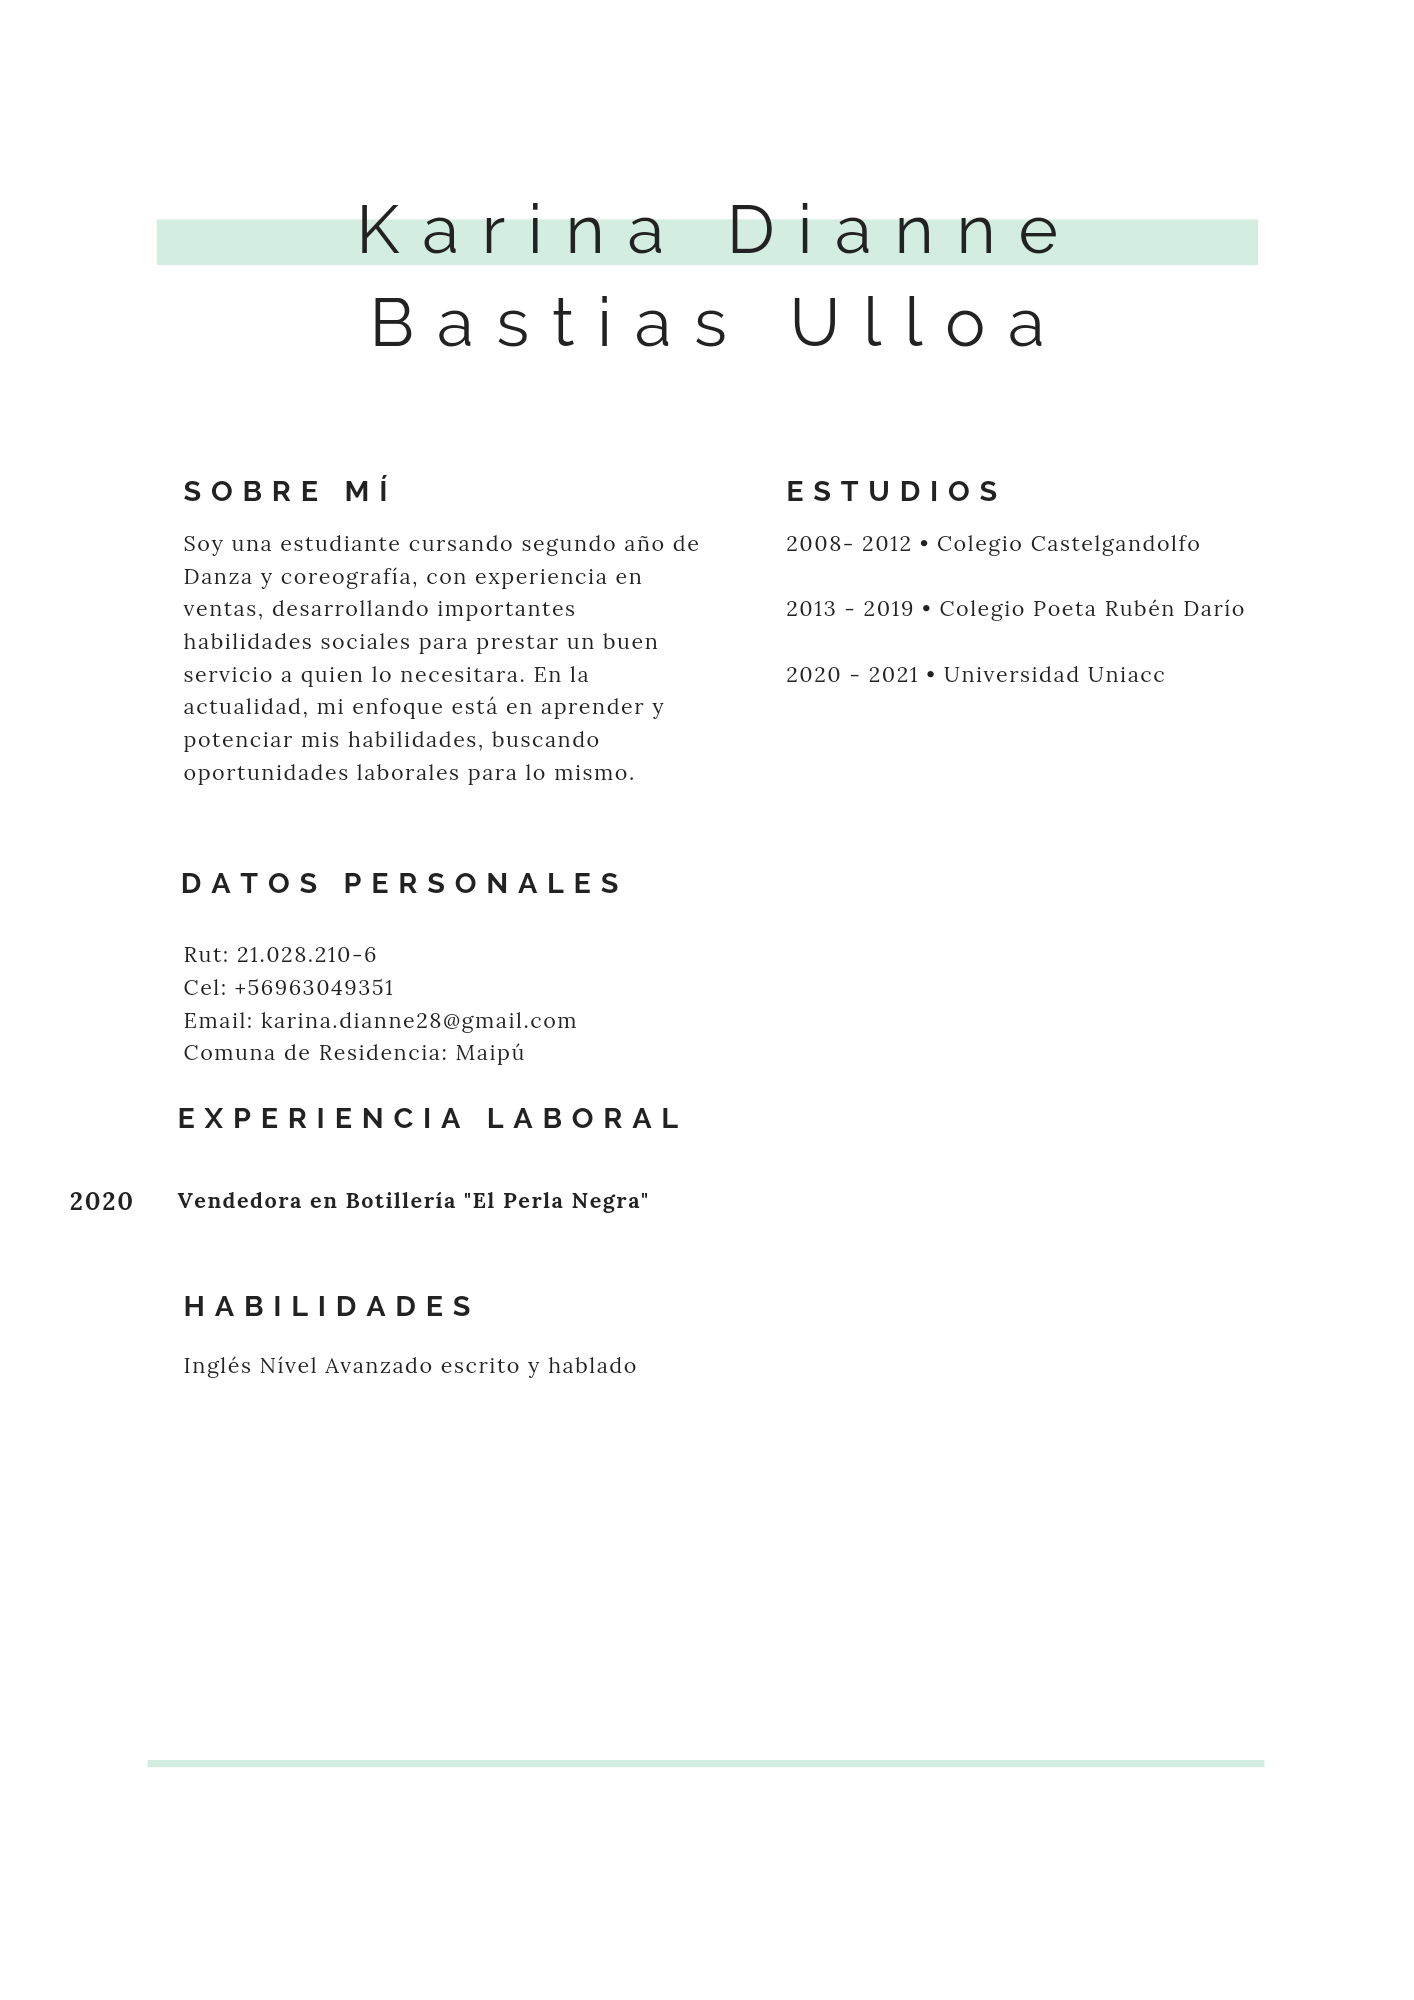 Karina Dianne
Bastias Ulloa
SOBRE MÍ
Soy una estudiante cursando segundo año de
Danza y coreografía, con experiencia en
ventas, desarrollando importantes
habilidades sociales para prestar un buen
servicio a quien lo necesitara. En la
actualidad, mi enfoque está en aprender y
potenciar mis habilidades, buscando
oportunidades laborales para lo mismo.
ESTUDIOS
2008- 2012 • Colegio Castelgandolfo
2013 - 2019 • Colegio Poeta Rubén Darío
2020 - 2021 • Universidad Uniacc
DATOS PERSONALES
Rut: 21.028.210-6
Cel: +56963049351
Email: karina.dianne28@gmail.com
Comuna de Residencia: Maipú
EXPERIENCIA LABORAL
2020 Vendedora en Botillería "El Perla Negra"
HABILIDADES
Inglés Nível Avanzado escrito y hablado